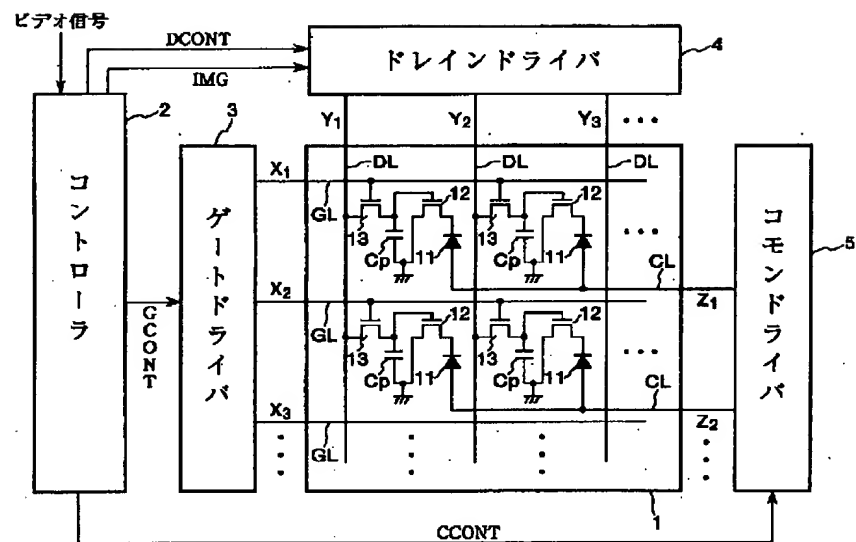 ビデオ信号
DCONT
IMG
ドレインドライバ
4
2
3
コントローラ
ゲートドライバ
GCONT
Y1 Y2 Y3 ...
DL DL DL
X1
GL
12 12
13 Cp 11 13 Cp 11
...
CL
Z1
コモンドライバ
5
X2
GL
12 12
13 Cp 11 13 Cp 11
...
CL
Z2
X3
GL
1
CCONT